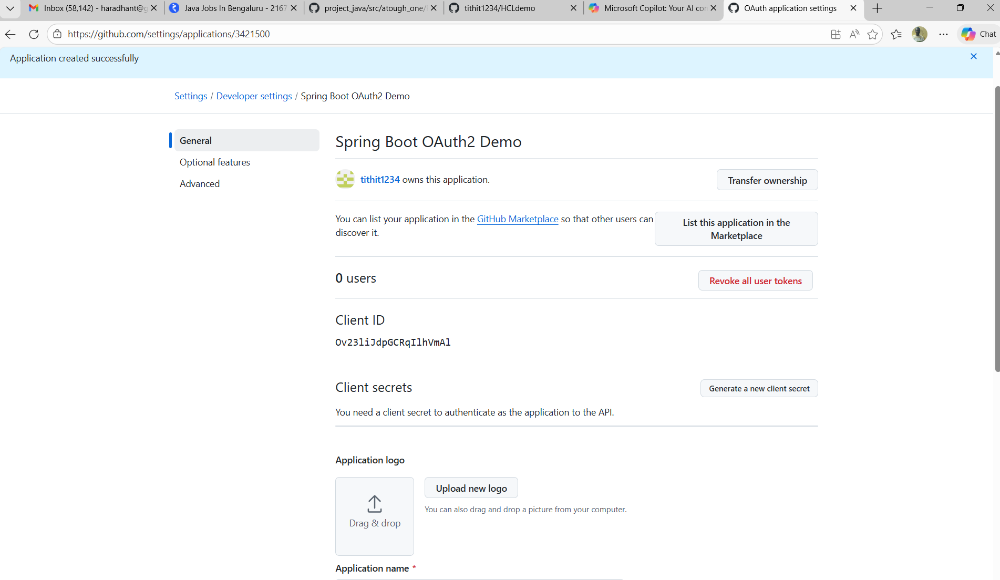 Inbox (58,142) - haradhant@g
Java Jobs In Bengaluru - 2167
project_java/src/atough_one/
tithit1234/HCLdemo
Microsoft Copilot: Your AI con
OAuth application settings
https://github.com/settings/applications/3421500
Chat
Application created successfully
Settings / Developer settings / Spring Boot OAuth2 Demo
General
Optional features
Advanced
Spring Boot OAuth2 Demo
tithit1234 owns this application.
Transfer ownership
You can list your application in the GitHub Marketplace so that other users can
discover it.
List this application in the
Marketplace
0 users
Revoke all user tokens
Client ID
Ov23liJdpGCRqIlhVmAl
Client secrets
Generate a new client secret
You need a client secret to authenticate as the application to the API.
Application logo
Drag & drop
Upload new logo
You can also drag and drop a picture from your computer.
Application name *